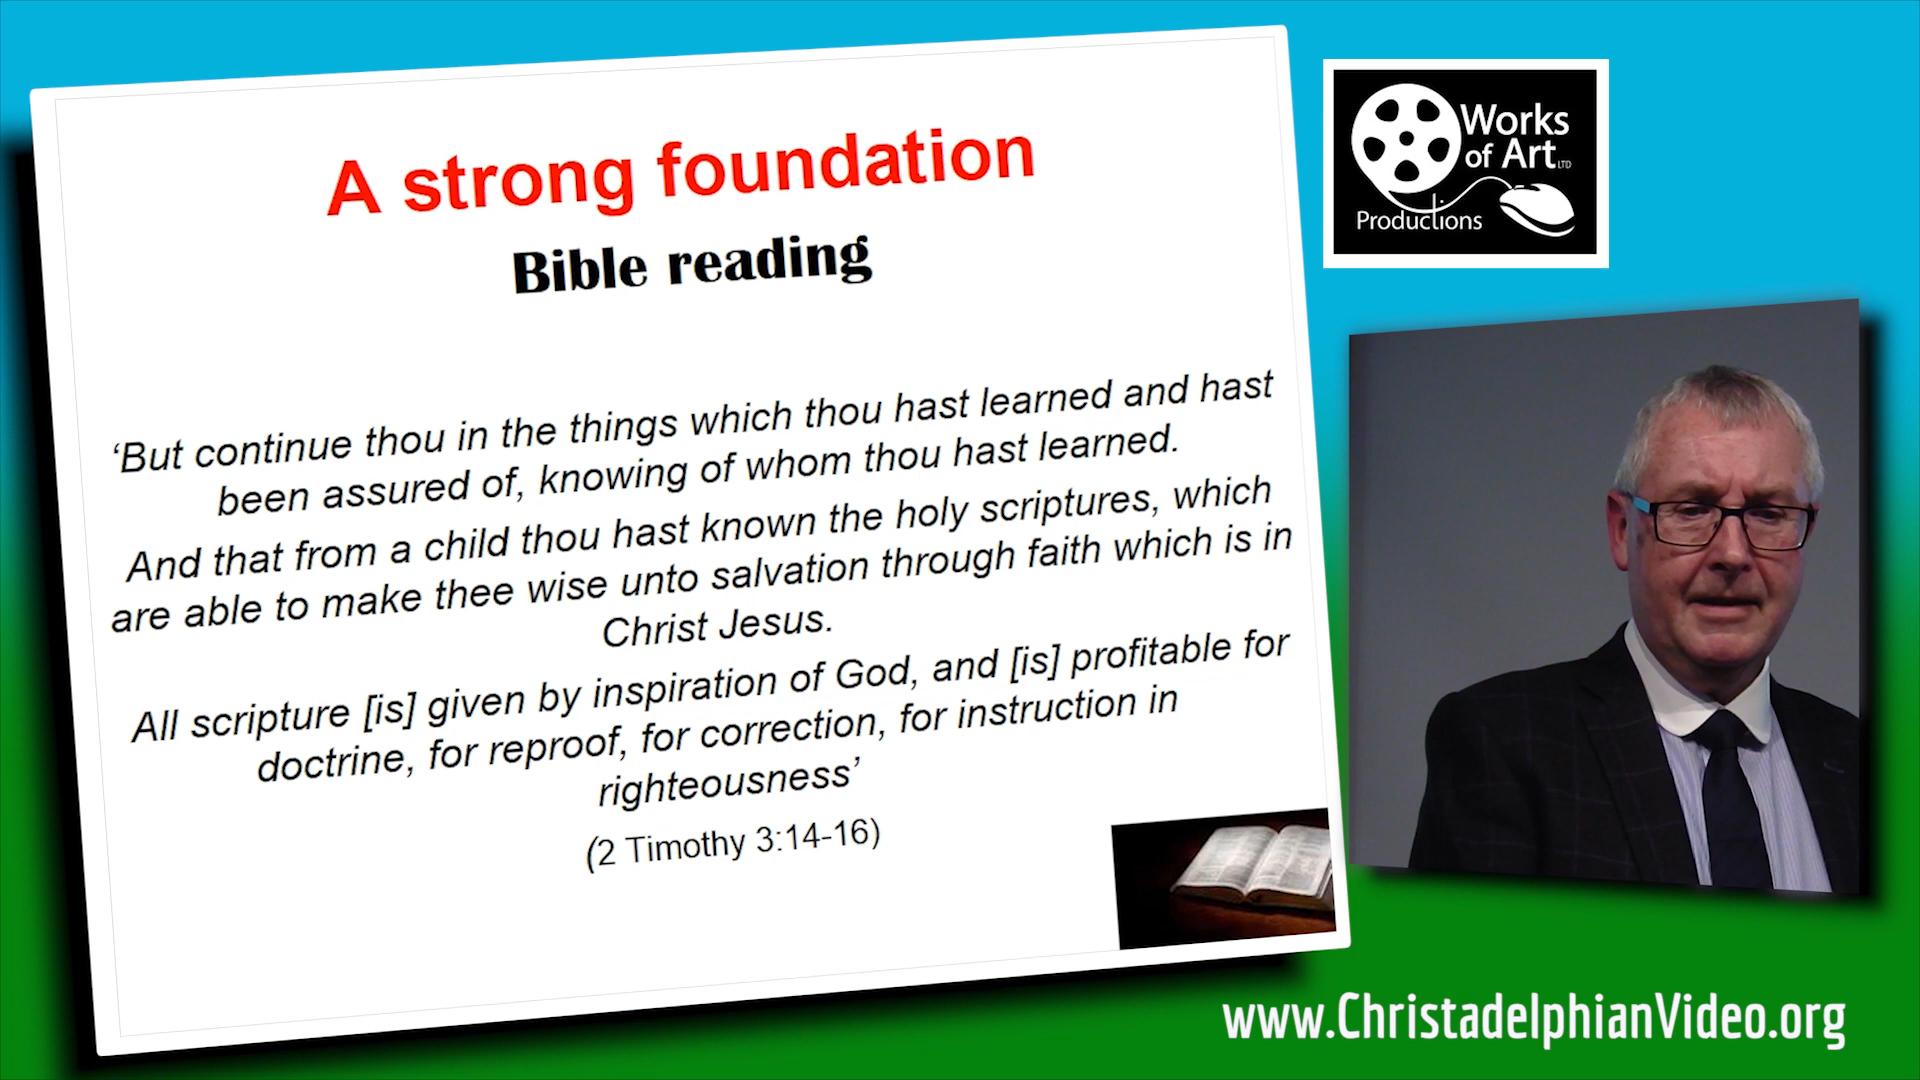 A strong foundation
Bible reading
‘But continue thou in the things which thou hast learned and hast
been assured of, knowing of whom thou hast learned.
And that from a child thou hast known the holy scriptures, which
are able to make thee wise unto salvation through faith which is in
Christ Jesus.
All scripture [is] given by inspiration of God, and [is] profitable for
doctrine, for reproof, for correction, for instruction in
righteousness’
(2 Timothy 3:14-16)
Works
of Art LTD
Productions
www.ChristadelphianVideo.org